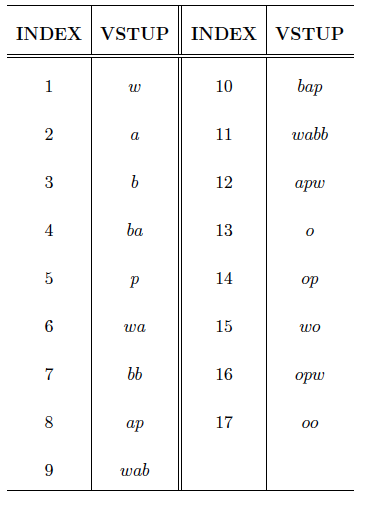 INDEX VSTUP INDEX VSTUP
1 w 10 bap
2 a 11 wabb
3 b 12 apw
4 ba 13 o
5 p 14 op
6 wa 15 wo
7 bb 16 opw
8 ap 17 oo
9 wab